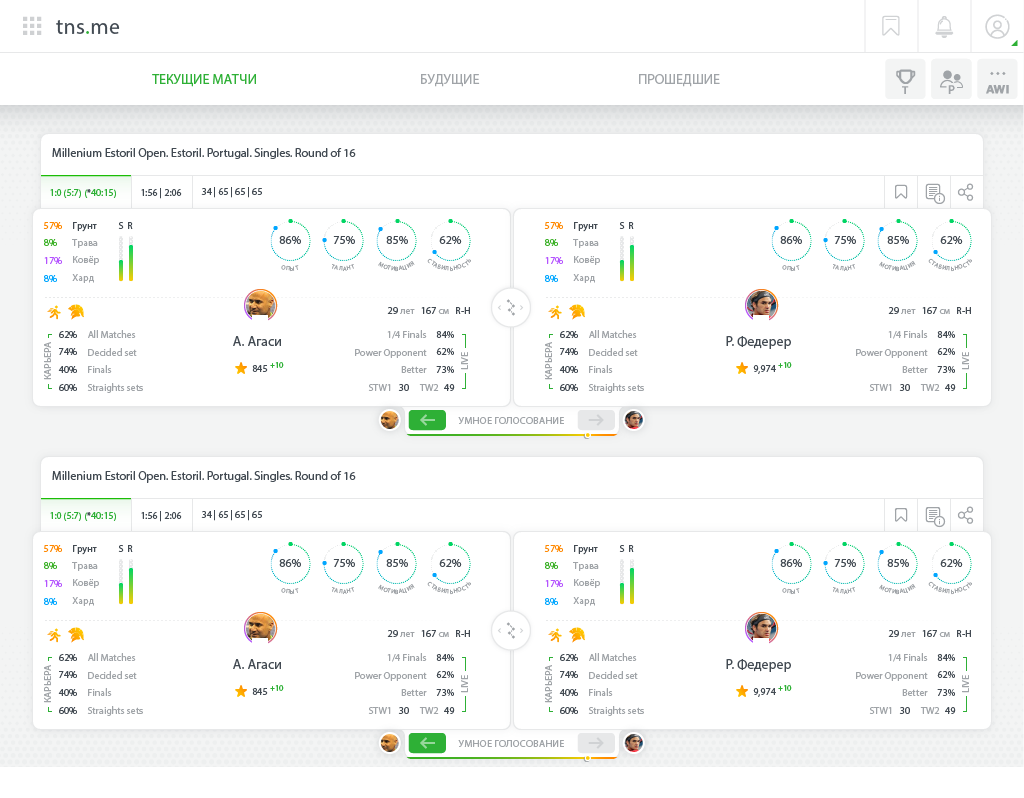 tns.me
ТЕКУЩИЕ МАТЧИ БУДУЩИЕ ПРОШЕДШИЕ
T P AWI
Millenium Estoril Open. Estoril. Portugal. Singles. Round of 16
1:0 (5:7) (*40:15) 1:56 | 2:06 34 | 65 | 65 | 65
57% Грунт S R 86% 75% 85% 62%
8% Трава
17% Ковёр ОПЫТ ТАЛАНТ МОТИВАЦИЯ СТАБИЛЬНОСТЬ
8% Хард
29 лет 167 см R-H
КАРЬЕРА
62% All Matches
74% Decided set
40% Finals
60% Straights sets
А. Агаси
845 +10
1/4 Finals 84%
Power Opponent 62%
Better 73%
STW1 30 TW2 49
LIVE
57% Грунт S R 86% 75% 85% 62%
8% Трава
17% Ковёр ОПЫТ ТАЛАНТ МОТИВАЦИЯ СТАБИЛЬНОСТЬ
8% Хард
29 лет 167 см R-H
КАРЬЕРА
62% All Matches
74% Decided set
40% Finals
60% Straights sets
Р. Федерер
9,974 +10
1/4 Finals 84%
Power Opponent 62%
Better 73%
STW1 30 TW2 49
LIVE
УМНОЕ ГОЛОСОВАНИЕ
Millenium Estoril Open. Estoril. Portugal. Singles. Round of 16
1:0 (5:7) (*40:15) 1:56 | 2:06 34 | 65 | 65 | 65
57% Грунт S R 86% 75% 85% 62%
8% Трава
17% Ковёр ОПЫТ ТАЛАНТ МОТИВАЦИЯ СТАБИЛЬНОСТЬ
8% Хард
29 лет 167 см R-H
КАРЬЕРА
62% All Matches
74% Decided set
40% Finals
60% Straights sets
А. Агаси
845 +10
1/4 Finals 84%
Power Opponent 62%
Better 73%
STW1 30 TW2 49
LIVE
57% Грунт S R 86% 75% 85% 62%
8% Трава
17% Ковёр ОПЫТ ТАЛАНТ МОТИВАЦИЯ СТАБИЛЬНОСТЬ
8% Хард
29 лет 167 см R-H
КАРЬЕРА
62% All Matches
74% Decided set
40% Finals
60% Straights sets
Р. Федерер
9,974 +10
1/4 Finals 84%
Power Opponent 62%
Better 73%
STW1 30 TW2 49
LIVE
УМНОЕ ГОЛОСОВАНИЕ